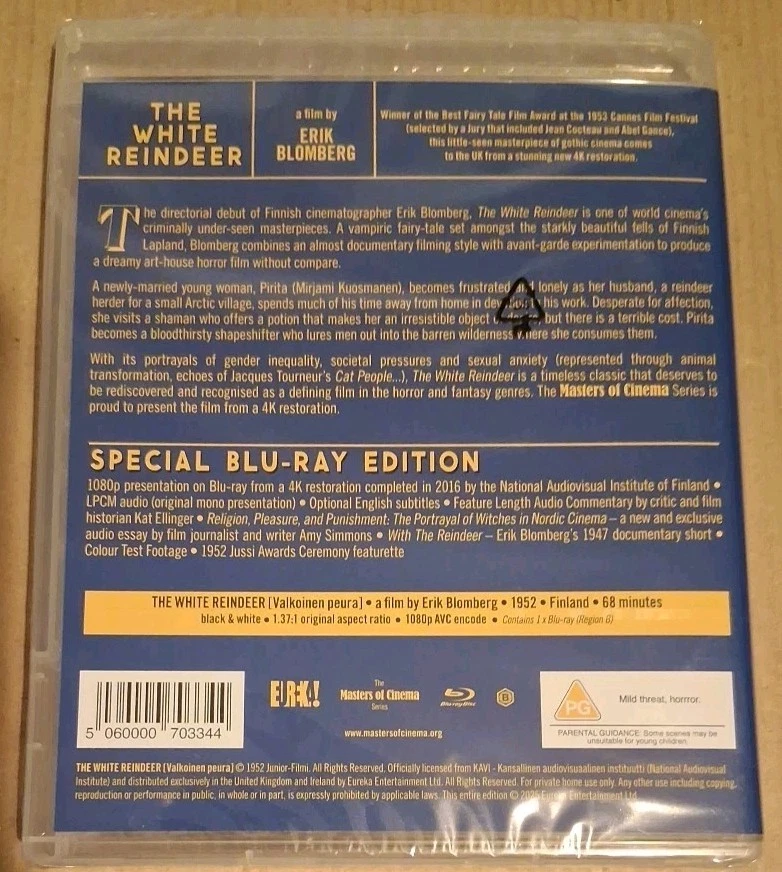 THE
WHITE
REINDEER
a film by
ERIK
BLOMBERG
Winner of the Best Fairy Tale Film Award at the 1953 Cannes Film Festival
(selected by a Jury that included Jean Cocteau and Abel Gance),
this little-seen masterpiece of gothic cinema comes
to the UK from a stunning new 4K restoration.
The directorial debut of Finnish cinematographer Erik Blomberg, The White Reindeer is one of world cinema's
criminally under-seen masterpieces. A vampiric fairy-tale set amongst the starkly beautiful fells of Finnish
Lapland, Blomberg combines an almost documentary filming style with avant-garde experimentation to produce
a dreamy art-house horror film without compare.
A newly-married young woman, Pirita (Mirjami Kuosmanen), becomes frustrated lonely as her husband, a reindeer
herder for a small Arctic village, spends much of his time away from home in his work. Desperate for affection,
she visits a shaman who offers a potion that makes her an irresistible object but there is a terrible cost. Pirita
becomes a bloodthirsty shapeshifter who lures men out into the barren wilderness where she consumes them.
With its portrayals of gender inequality, societal pressures and sexual anxiety (represented through animal
transformation, echoes of Jacques Tourneur's Cat People...), The White Reindeer is a timeless classic that deserves to
be rediscovered and recognised as a defining film in the horror and fantasy genres. The Masters of Cinema Series is
proud to present the film from a 4K restoration.
SPECIAL BLU-RAY EDITION
1080p presentation on Blu-ray from a 4K restoration completed in 2016 by the National Audiovisual Institute of Finland •
LPCM audio (original mono presentation) • Optional English subtitles • Feature Length Audio Commentary by critic and film
historian Kat Ellinger • Religion, Pleasure, and Punishment: The Portrayal of Witches in Nordic Cinema – a new and exclusive
audio essay by film journalist and writer Amy Simmons • With The Reindeer – Erik Blomberg's 1947 documentary short •
Colour Test Footage • 1952 Jussi Awards Ceremony featurette
THE WHITE REINDEER [Valkoinen peura] • a film by Erik Blomberg • 1952 • Finland • 68 minutes
black & white • 1.37:1 original aspect ratio • 1080p AVC encode • Contains 1 x Blu-ray (Region B)
5 060000 703344
EUREKA!
The
Masters of Cinema
Series
www.mastersofcinema.org
Blu-ray Disc
B
PG
Mild threat, horror.
PARENTAL GUIDANCE: Some scenes may be
unsuitable for young children
THE WHITE REINDEER [Valkoinen peura] © 1952 Junior-Filmi. All Rights Reserved. Officially licensed from KAVI - Kansallinen audiovisuaalinen instituutti (National Audiovisual
Institute) and distributed exclusively in the United Kingdom and Ireland by Eureka Entertainment Ltd. All Rights Reserved. For private home use only. Any other use including copying,
reproduction or performance in public, in whole or in part, is expressly prohibited by applicable laws. This entire edition © Eureka Entertainment Ltd.